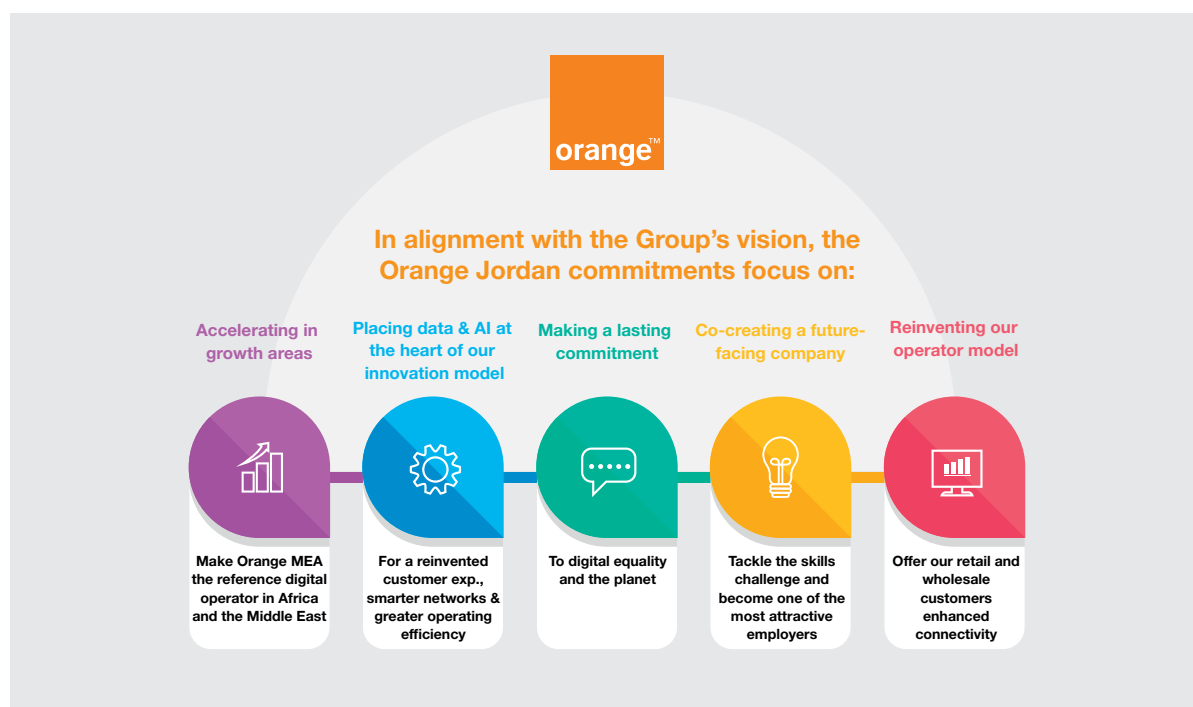 orange™
In alignment with the Group's vision, the
Orange Jordan commitments focus on:
Accelerating in
growth areas
Placing data & AI at
the heart of our
innovation model
Making a lasting
commitment
Co-creating a future-
facing company
Reinventing our
operator model
Make Orange MEA
the reference digital
operator in Africa
and the Middle East
For a reinvented
customer exp.,
smarter networks &
greater operating
efficiency
To digital equality
and the planet
Tackle the skills
challenge and
become one of the
most attractive
employers
Offer our retail and
wholesale
customers
enhanced
connectivity